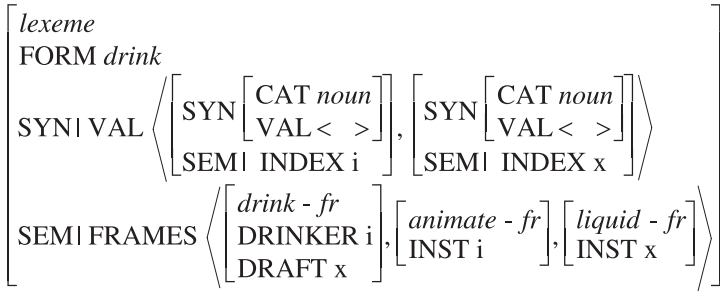 lexeme
FORM drink
SYN | VAL < [SYN [CAT noun, VAL < >], SEM | INDEX i], [SYN [CAT noun, VAL < >], SEM | INDEX x] >
SEM | FRAMES < [drink - fr, DRINKER i, DRAFT x], [animate - fr, INST i], [liquid - fr, INST x] >